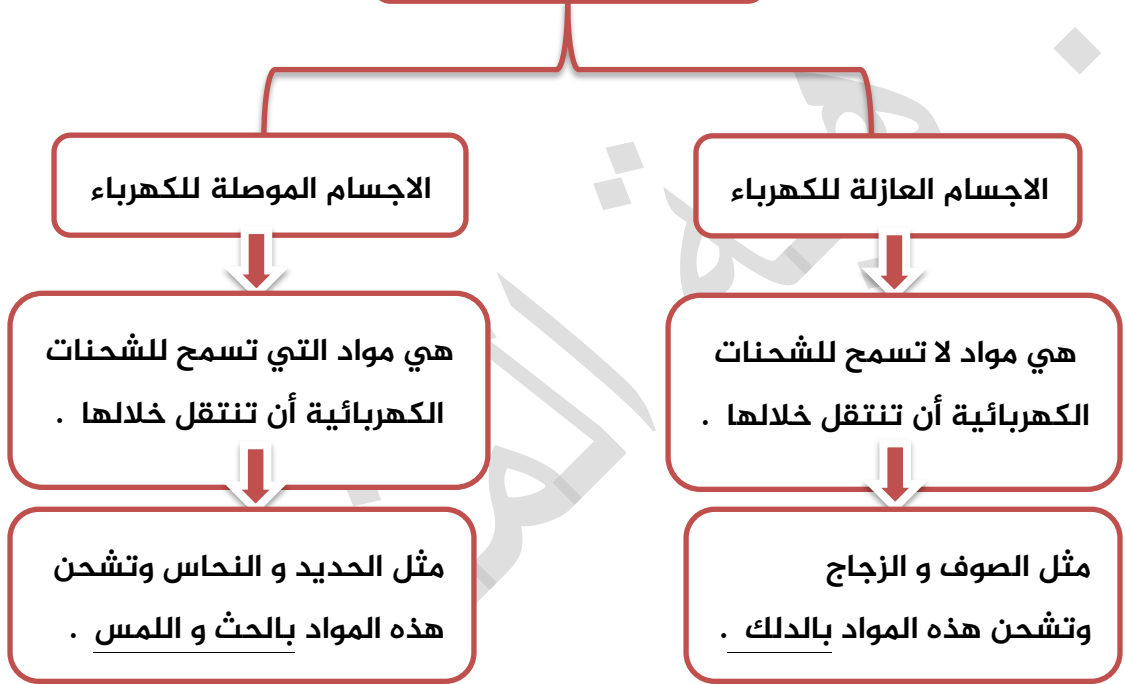 الاجسام العازلة للكهرباء
هي مواد لا تسمح للشحنات
الكهربائية أن تنتقل خلالها .
مثل الصوف و الزجاج
وتشحن هذه المواد بالدلك .
الاجسام الموصلة للكهرباء
هي مواد التي تسمح للشحنات
الكهربائية أن تنتقل خلالها .
مثل الحديد و النحاس وتشحن
هذه المواد بالحث و اللمس .